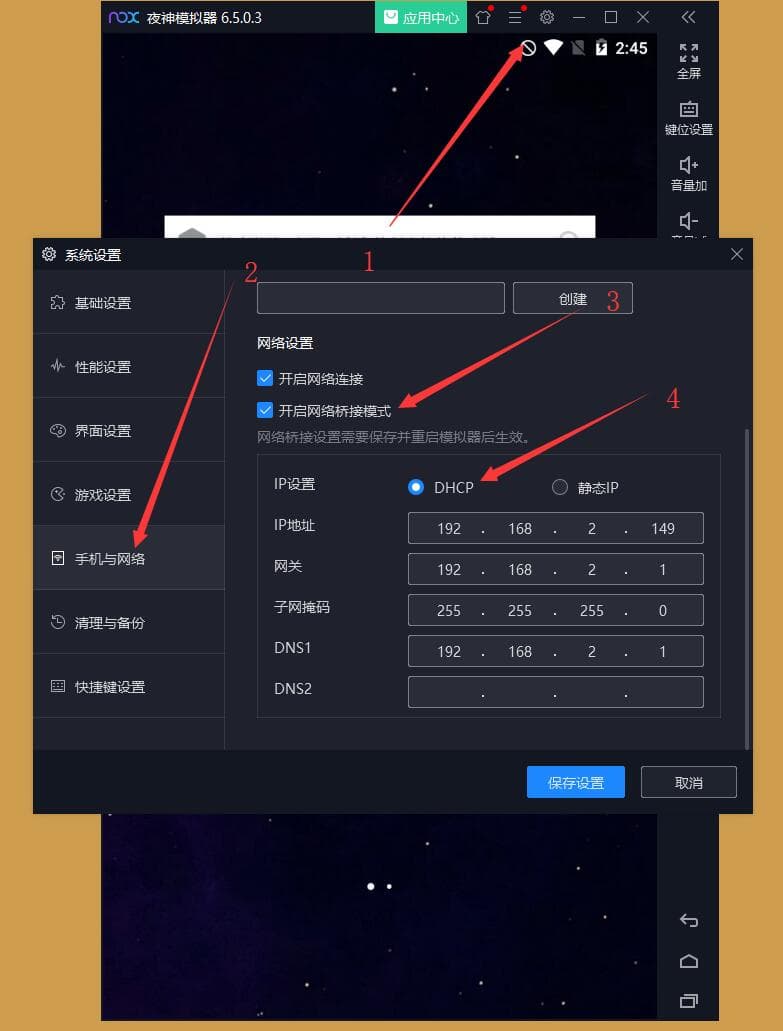 nox 夜神模拟器 6.5.0.3
应用中心
2:45
全屏
键位设置
音量加
1
系统设置
2
基础设置
创建
3
性能设置
网络设置
开启网络连接
开启网络桥接模式
4
网络桥接设置需要保存并重启模拟器后生效。
界面设置
游戏设置
手机与网络
清理与备份
快捷键设置
IP设置
DHCP
静态IP
IP地址
192 . 168 . 2 . 149
网关
192 . 168 . 2 . 1
子网掩码
255 . 255 . 255 . 0
DNS1
192 . 168 . 2 . 1
DNS2
. . .
保存设置
取消